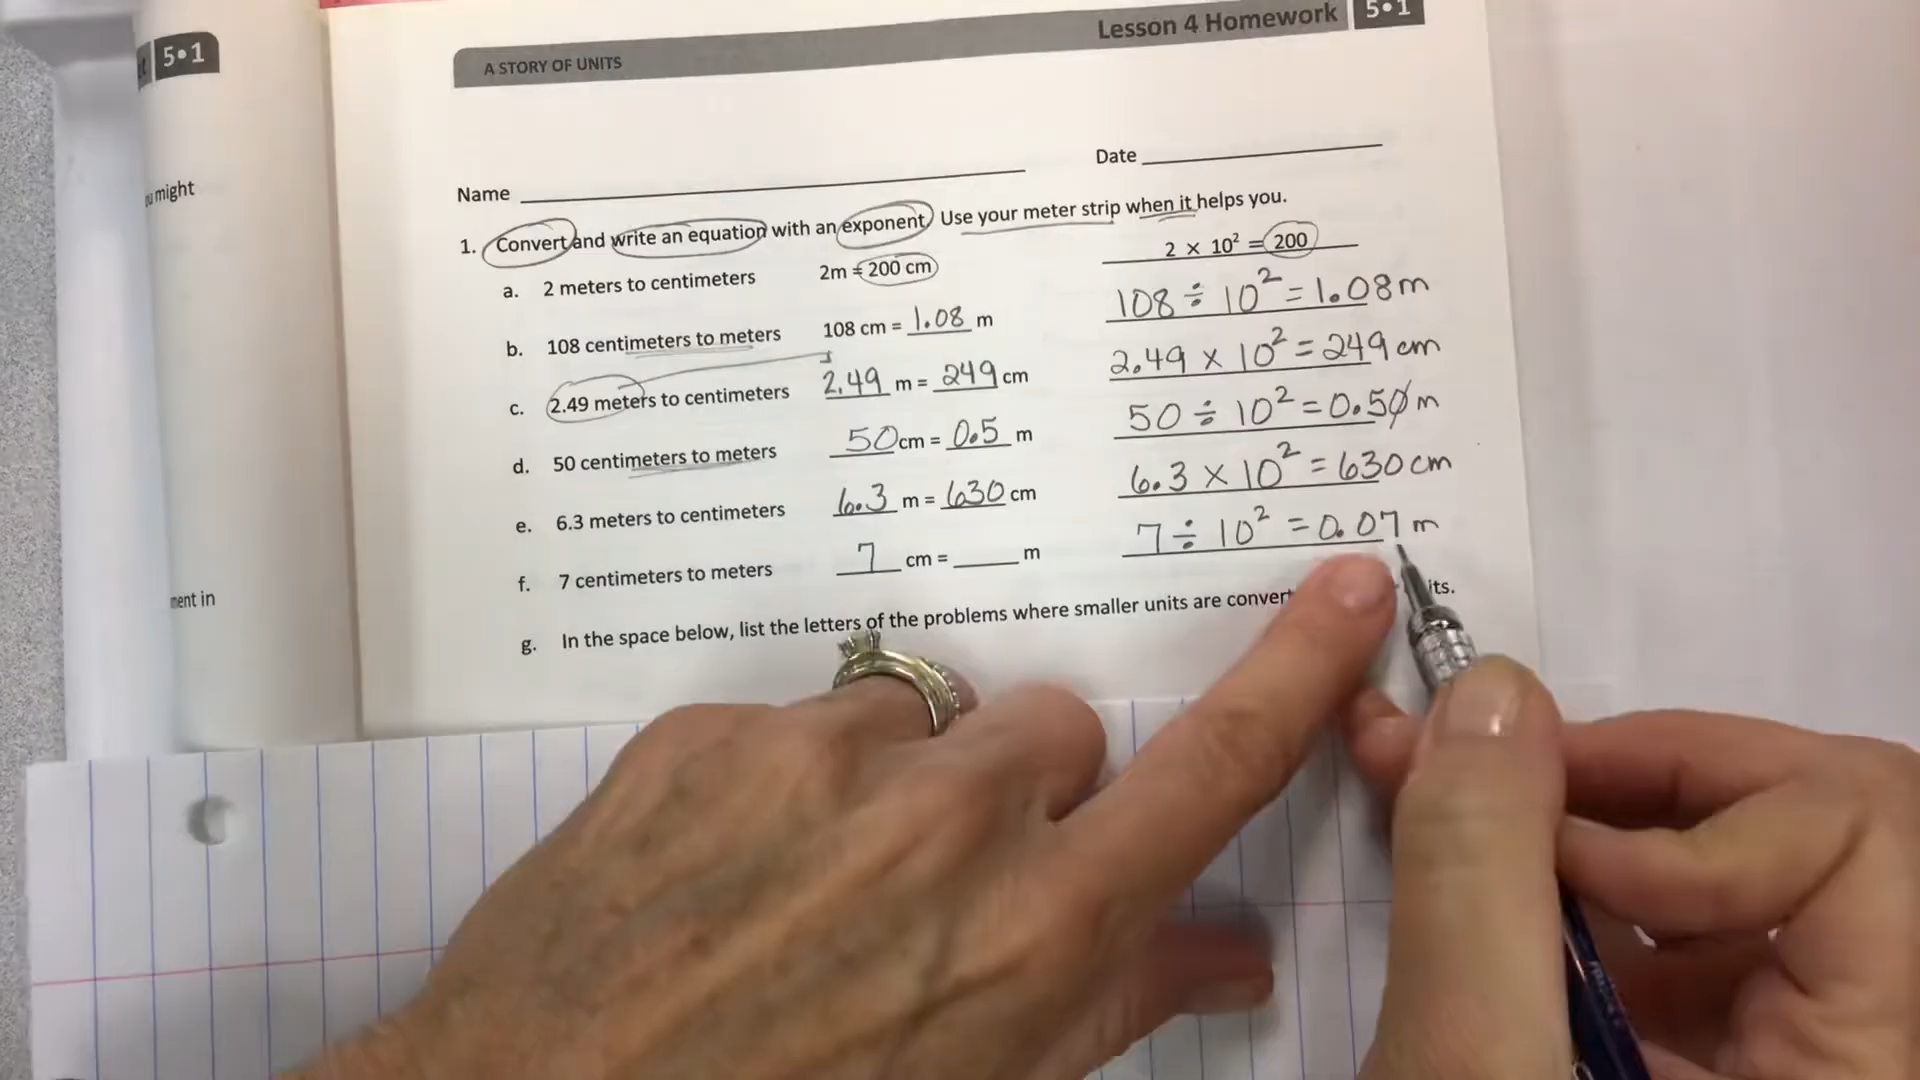 5•1
Lesson 4 Homework 5•1
A STORY OF UNITS
might
Name
Date
1. Convert and write an equation with an exponent. Use your meter strip when it helps you.
a. 2 meters to centimeters 2m = 200 cm 2 × 10² = 200
b. 108 centimeters to meters 108 cm = 1.08 m 108 ÷ 10² = 1.08 m
c. 2.49 meters to centimeters 2.49 m = 249 cm 2.49 × 10² = 249 cm
d. 50 centimeters to meters 50 cm = 0.5 m 50 ÷ 10² = 0.50 m
e. 6.3 meters to centimeters 6.3 m = 630 cm 6.3 × 10² = 630 cm
f. 7 centimeters to meters 7 cm = m 7 ÷ 10² = 0.07 m
ment in
g. In the space below, list the letters of the problems where smaller units are